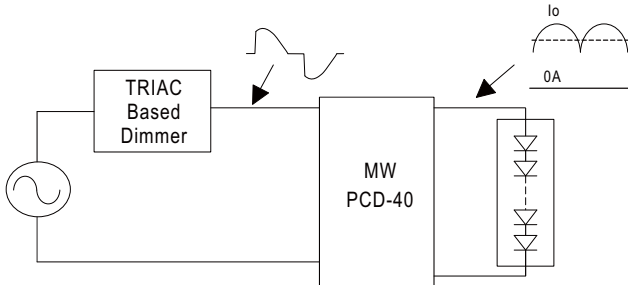 Io
0A
TRIAC
Based
Dimmer
MW
PCD-40